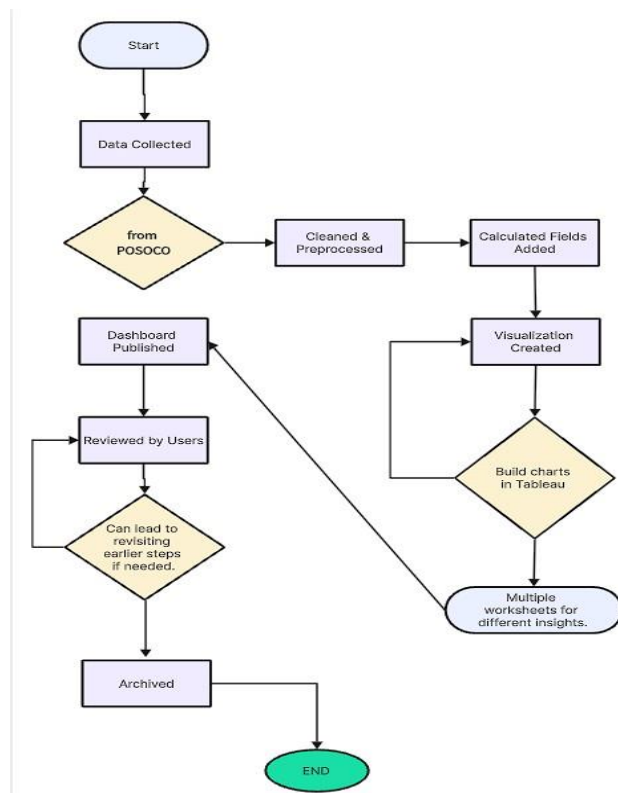 Start
Data Collected
from
POSOCO
Cleaned &
Preprocessed
Calculated Fields
Added
Visualization
Created
Build charts
in Tableau
Multiple
worksheets for
different insights.
Dashboard
Published
Reviewed by Users
Can lead to
revisiting
earlier steps
if needed.
Archived
END